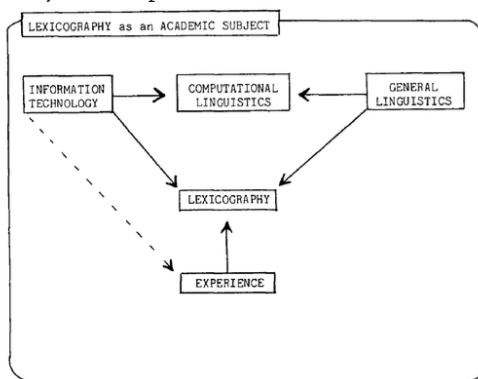 LEXICOGRAPHY as an ACADEMIC SUBJECT
INFORMATION
TECHNOLOGY
COMPUTATIONAL
LINGUISTICS
GENERAL
LINGUISTICS
LEXICOGRAPHY
EXPERIENCE